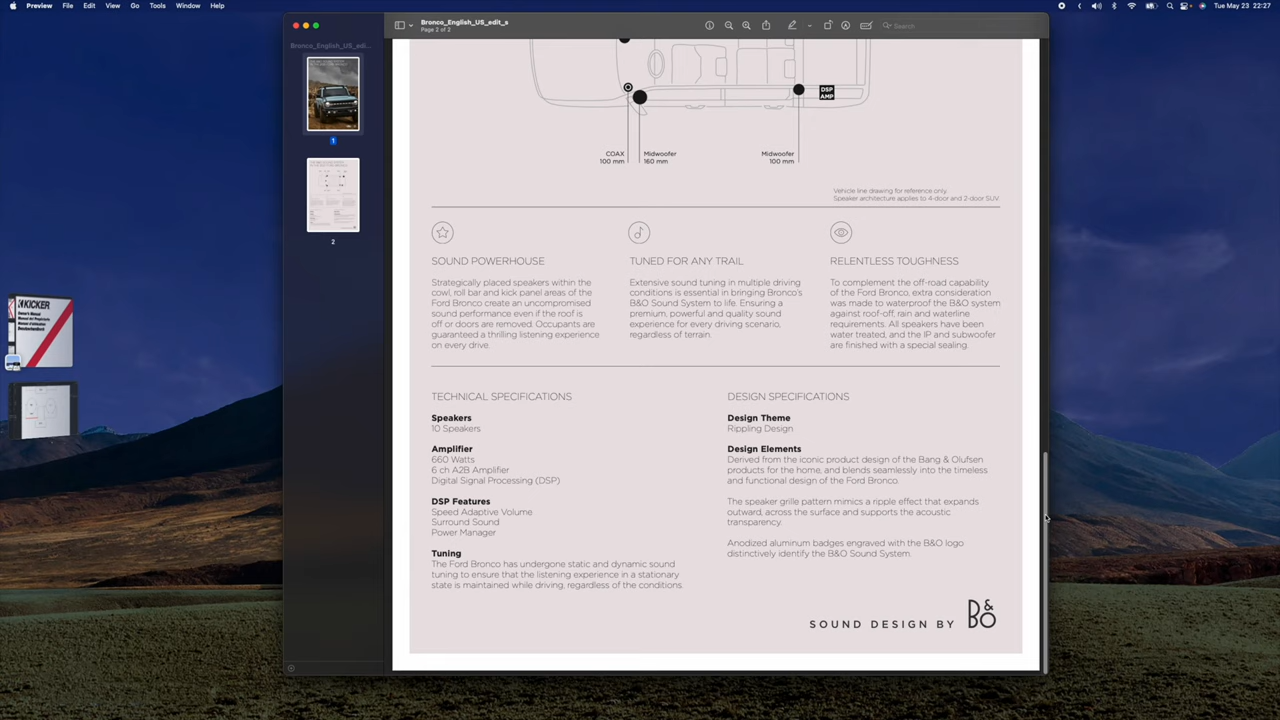 Preview File Edit View Go Tools Window Help
Tue May 23 22:27
Bronco_English_US_edit_s
Page 2 of 2
Search
Bronco_English_US_edi...
1
2
KICKER
Owner's Manual
DSP
AMP
COAX
100 mm
Midwoofer
160 mm
Midwoofer
100 mm
Vehicle line drawing for reference only.
Speaker architecture applies to 4-door and 2-door SUV.
SOUND POWERHOUSE
Strategically placed speakers within the
cowl, roll bar and kick panel areas of the
Ford Bronco create an uncompromised
sound performance even if the roof is
off or doors are removed. Occupants are
guaranteed a thrilling listening experience
on every drive.
TUNED FOR ANY TRAIL
Extensive sound tuning in multiple driving
conditions is essential in bringing Bronco's
B&O Sound System to life. Ensuring a
premium, powerful and quality sound
experience for every driving scenario,
regardless of terrain.
RELENTLESS TOUGHNESS
To complement the off-road capability
of the Ford Bronco, extra consideration
was made to waterproof the B&O system
against roof-off, rain and waterline
requirements. All speakers have been
water treated, and the IP and subwoofer
are finished with a special sealing.
TECHNICAL SPECIFICATIONS
Speakers
10 Speakers
Amplifier
660 Watts
6 ch A2B Amplifier
Digital Signal Processing (DSP)
DSP Features
Speed Adaptive Volume
Surround Sound
Power Manager
Tuning
The Ford Bronco has undergone static and dynamic sound
tuning to ensure that the listening experience in a stationary
state is maintained while driving, regardless of the conditions.
DESIGN SPECIFICATIONS
Design Theme
Rippling Design
Design Elements
Derived from the iconic product design of the Bang & Olufsen
products for the home, and blends seamlessly into the timeless
and functional design of the Ford Bronco.
The speaker grille pattern mimics a ripple effect that expands
outward, across the surface and supports the acoustic
transparency.
Anodized aluminum badges engraved with the B&O logo
distinctively identify the B&O Sound System.
SOUND DESIGN BY B&O